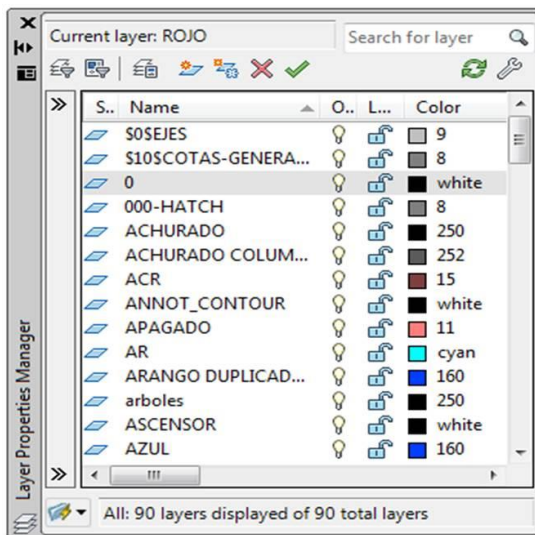 Current layer: ROJO
Search for layer
S.. Name O.. L... Color
$0$EJES 9
$10$COTAS-GENERA... 8
0 white
000-HATCH 8
ACHURADO 250
ACHURADO COLUM... 252
ACR 15
ANNOT_CONTOUR white
APAGADO 11
AR cyan
ARANGO DUPLICAD... 160
arboles 250
ASCENSOR white
AZUL 160
Layer Properties Manager
All: 90 layers displayed of 90 total layers